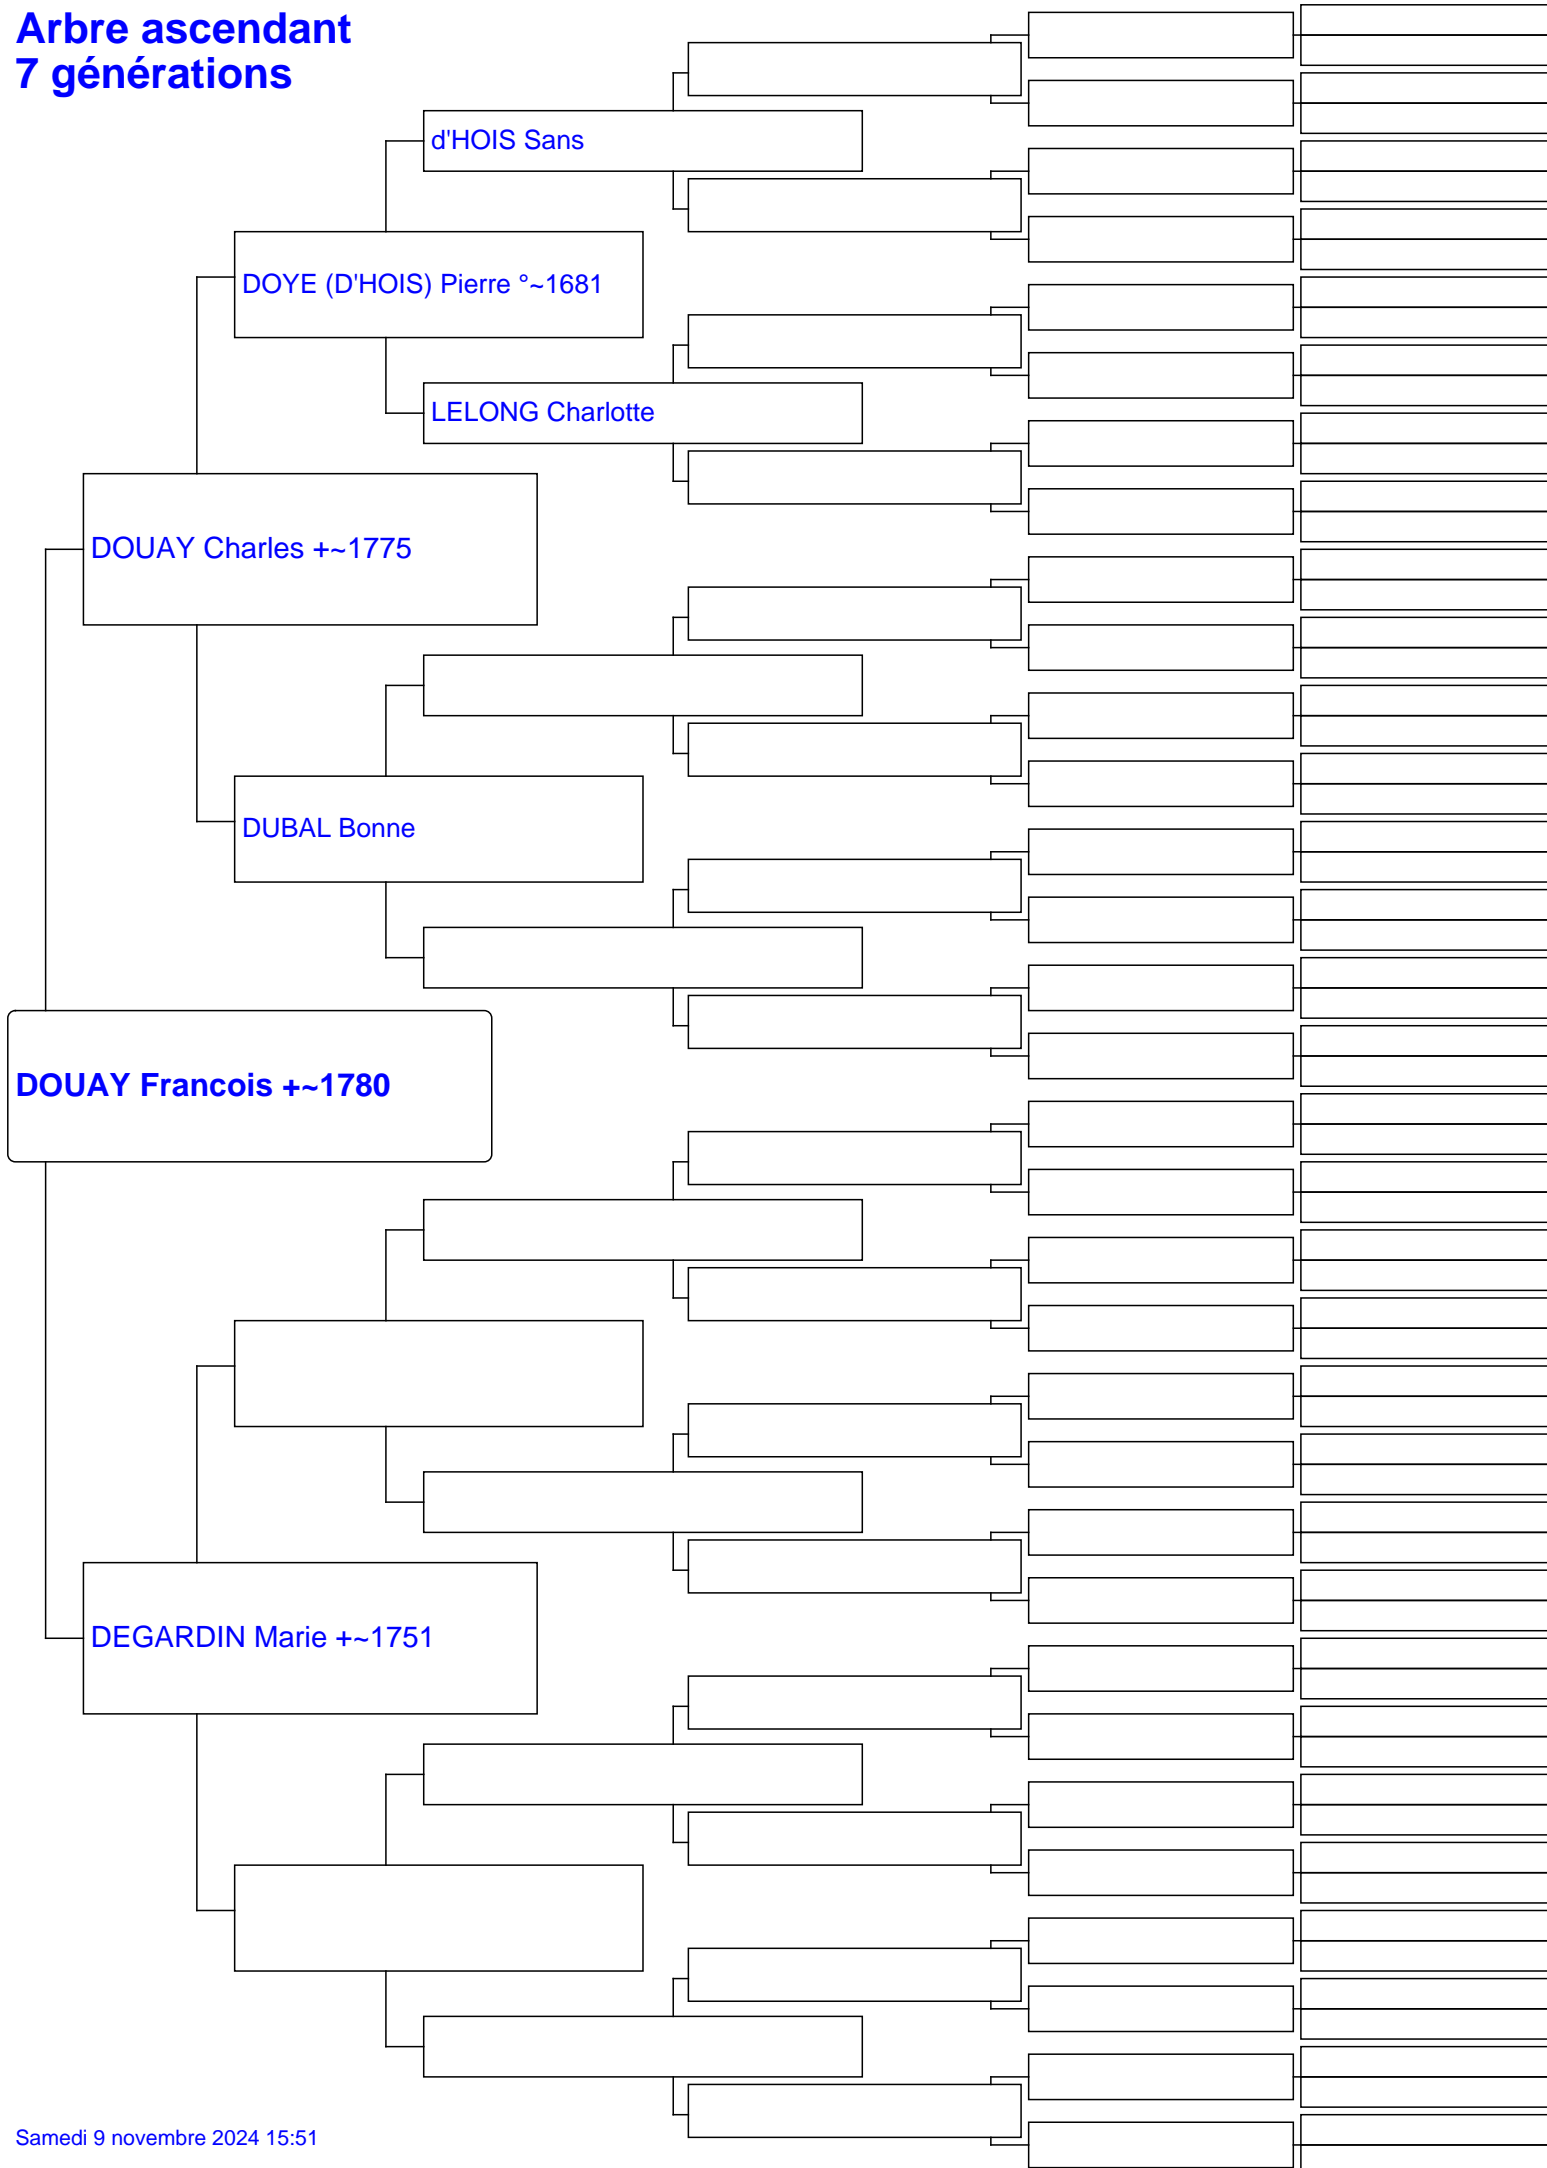 Arbre ascendant
7 générations
d'HOIS Sans
DOYE (D'HOIS) Pierre °~1681
LELONG Charlotte
DOUAY Charles +~1775
DUBAL Bonne
DOUAY Francois +~1780
DEGARDIN Marie +~1751
Samedi 9 novembre 2024 15:51